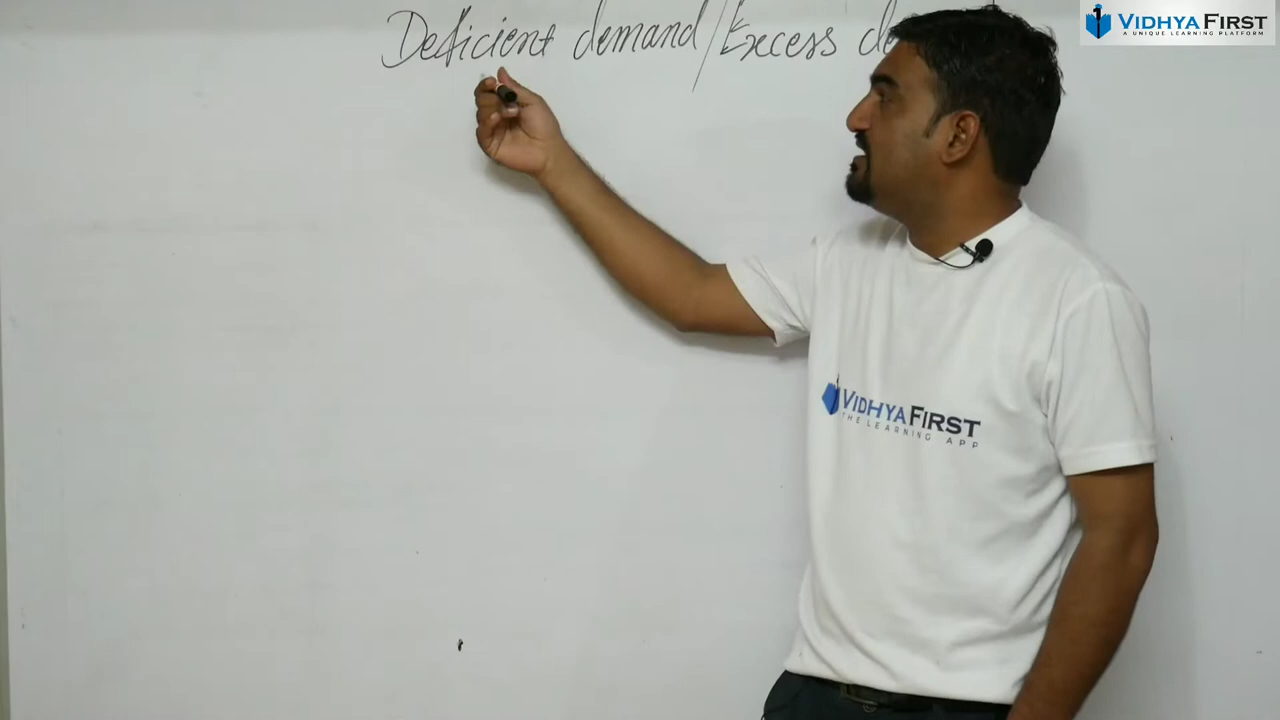 Deficient demand/Excess de
VIDHYA FIRST
A UNIQUE LEARNING PLATFORM
VIDHYAFIRST
THE LEARNING APP